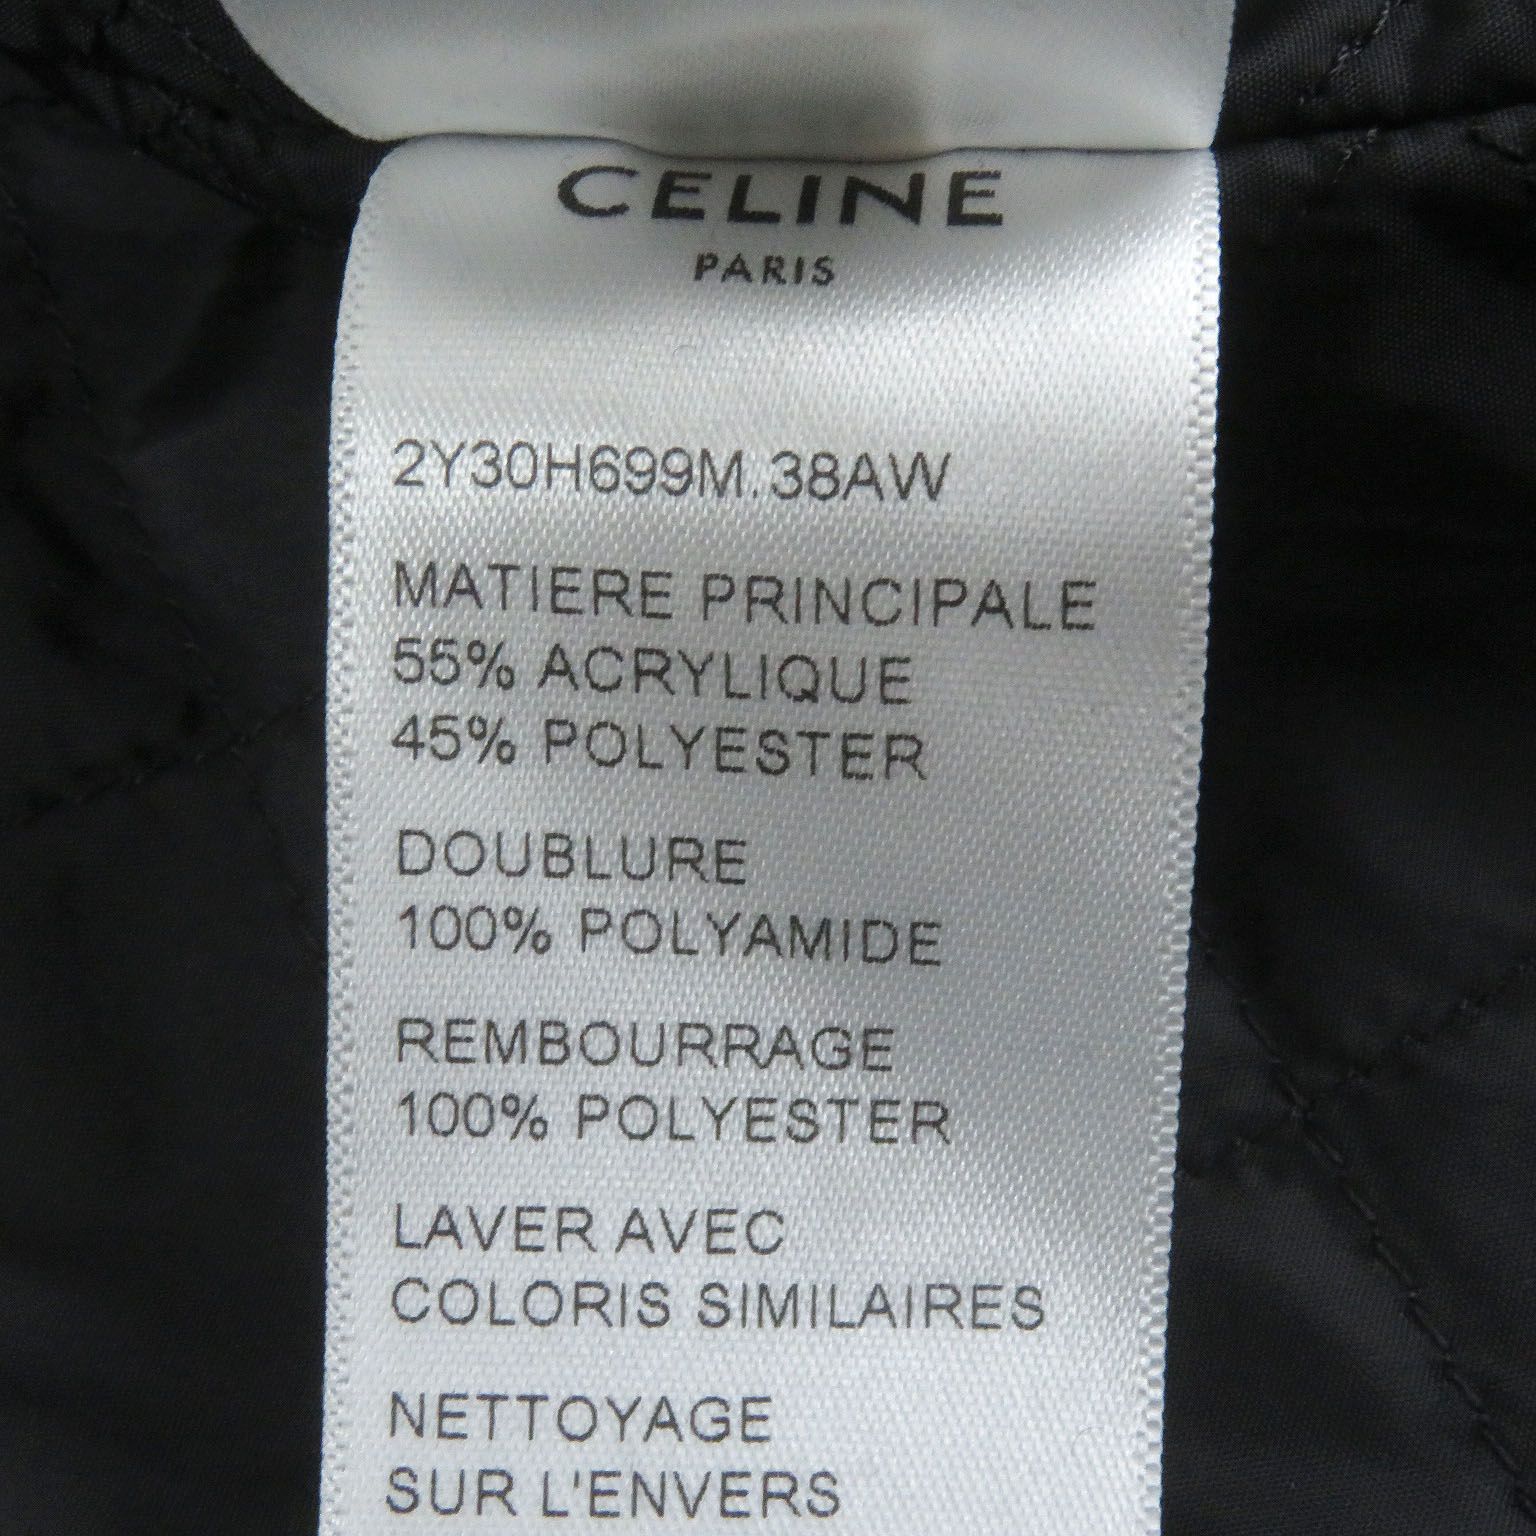 CELINE
PARIS
2Y30H699M.38AW
MATIERE PRINCIPALE
55% ACRYLIQUE
45% POLYESTER
DOUBLURE
100% POLYAMIDE
REMBOURRAGE
100% POLYESTER
LAVER AVEC
COLORIS SIMILAIRES
NETTOYAGE
SUR L'ENVERS